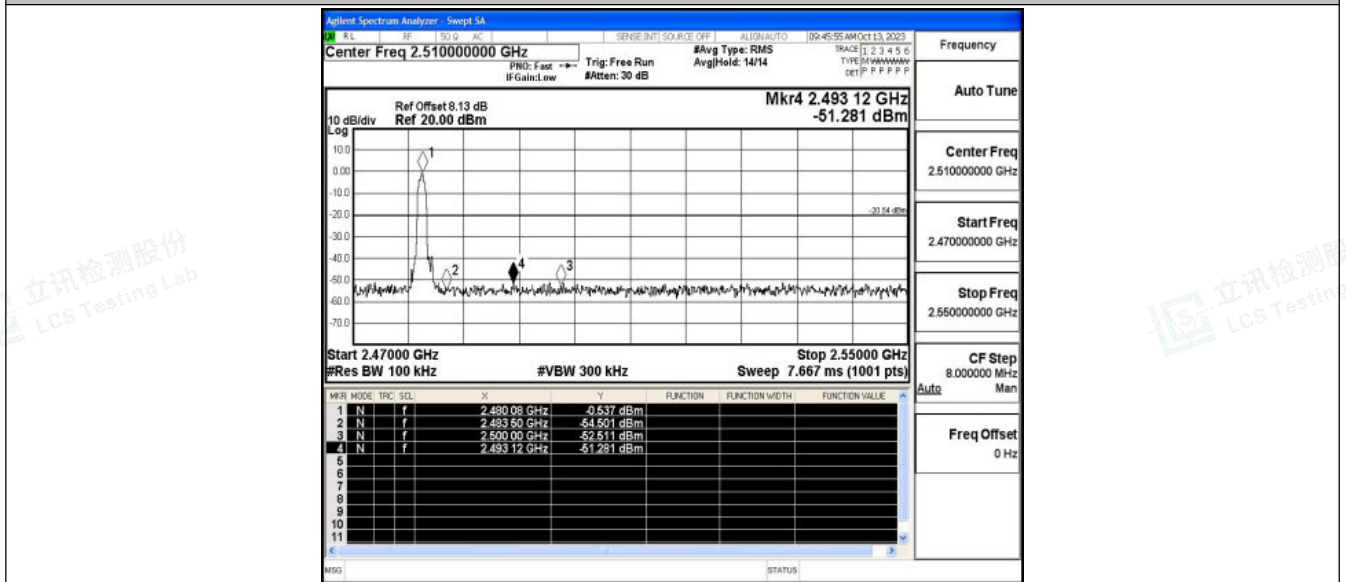 Agilent Spectrum Analyzer - Swept SA
RL RF 50 Ω AC SENSE:INT SOURCE OFF ALIGNAUTO 09:45:55 AM Oct 13, 2023
Center Freq 2.510000000 GHz
PNO: Fast
IFGain:Low
Trig: Free Run
#Atten: 30 dB
#Avg Type: RMS
Avg|Hold: 14/14
TRACE 1 2 3 4 5 6
TYPE M WWWWW
DET P P P P P P
Ref Offset 8.13 dB
10 dB/div Ref 20.00 dBm
Log
Mkr4 2.493 12 GHz
-51.281 dBm
10.0
0.00
-10.0
-20.0
-30.0
-40.0
-50.0
-60.0
-70.0
1
2
4
3
-20.54 dBm
Start 2.47000 GHz Stop 2.55000 GHz
#Res BW 100 kHz #VBW 300 kHz Sweep 7.667 ms (1001 pts)
MKR MODE TRC SCL X Y FUNCTION FUNCTION WIDTH FUNCTION VALUE
1 N f 2.480 08 GHz -0.537 dBm
2 N f 2.483 50 GHz -54.501 dBm
3 N f 2.500 00 GHz -52.511 dBm
4 N f 2.493 12 GHz -51.281 dBm
5
6
7
8
9
10
11
MSG STATUS
Frequency
Auto Tune
Center Freq
2.510000000 GHz
Start Freq
2.470000000 GHz
Stop Freq
2.550000000 GHz
CF Step
8.000000 MHz
Auto Man
Freq Offset
0 Hz
立讯检测股份
LCS Testing Lab
立讯检测股
LCS Testing